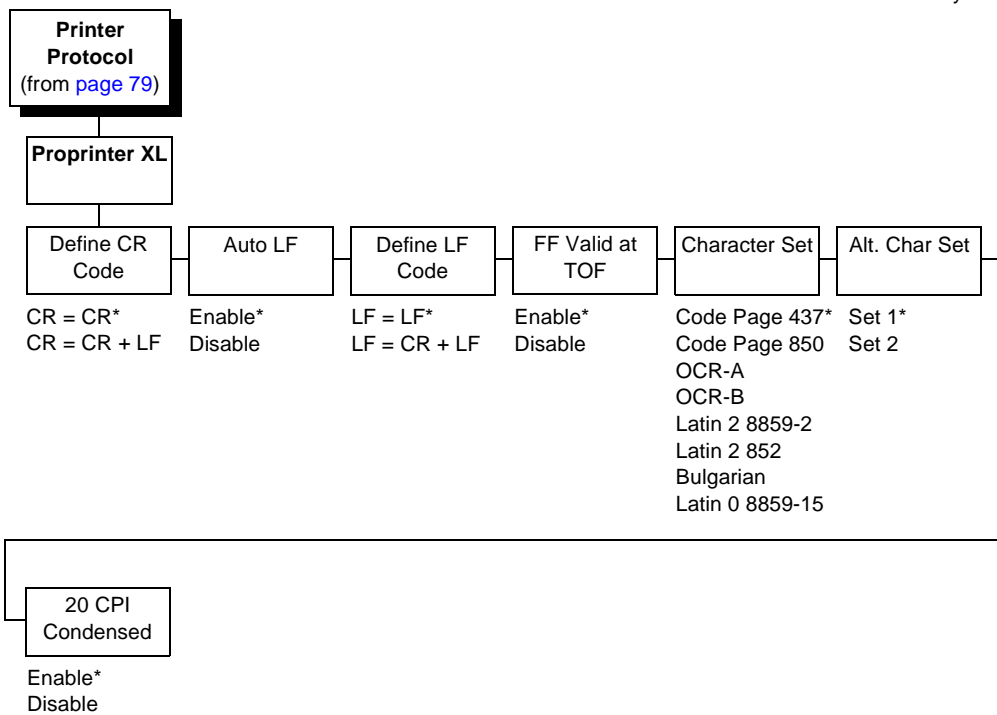 Printer
Protocol
(from page 79)
Proprinter XL
Define CR
Code
Auto LF
Define LF
Code
FF Valid at
TOF
Character Set
Alt. Char Set
CR = CR*
CR = CR + LF
Enable*
Disable
LF = LF*
LF = CR + LF
Enable*
Disable
Code Page 437*
Code Page 850
OCR-A
OCR-B
Latin 2 8859-2
Latin 2 852
Bulgarian
Latin 0 8859-15
Set 1*
Set 2
20 CPI
Condensed
Enable*
Disable